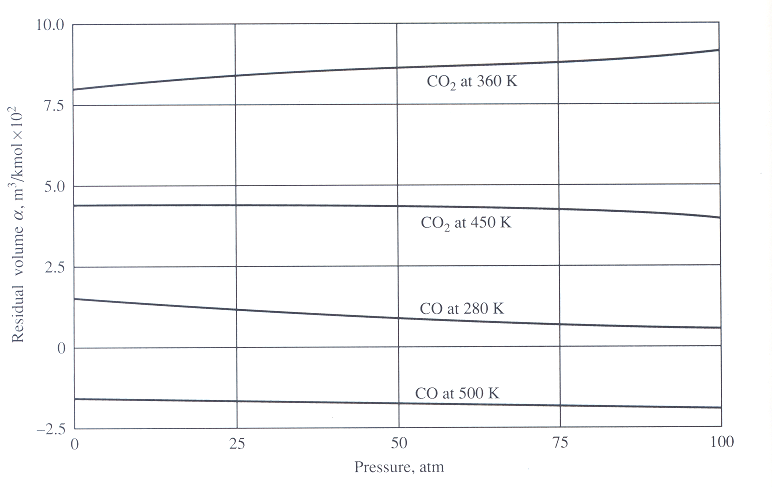 10.0
7.5
5.0
2.5
0
−2.5
Residual volume α, m³/kmol×10²
CO₂ at 360 K
CO₂ at 450 K
CO at 280 K
CO at 500 K
0 25 50 75 100
Pressure, atm